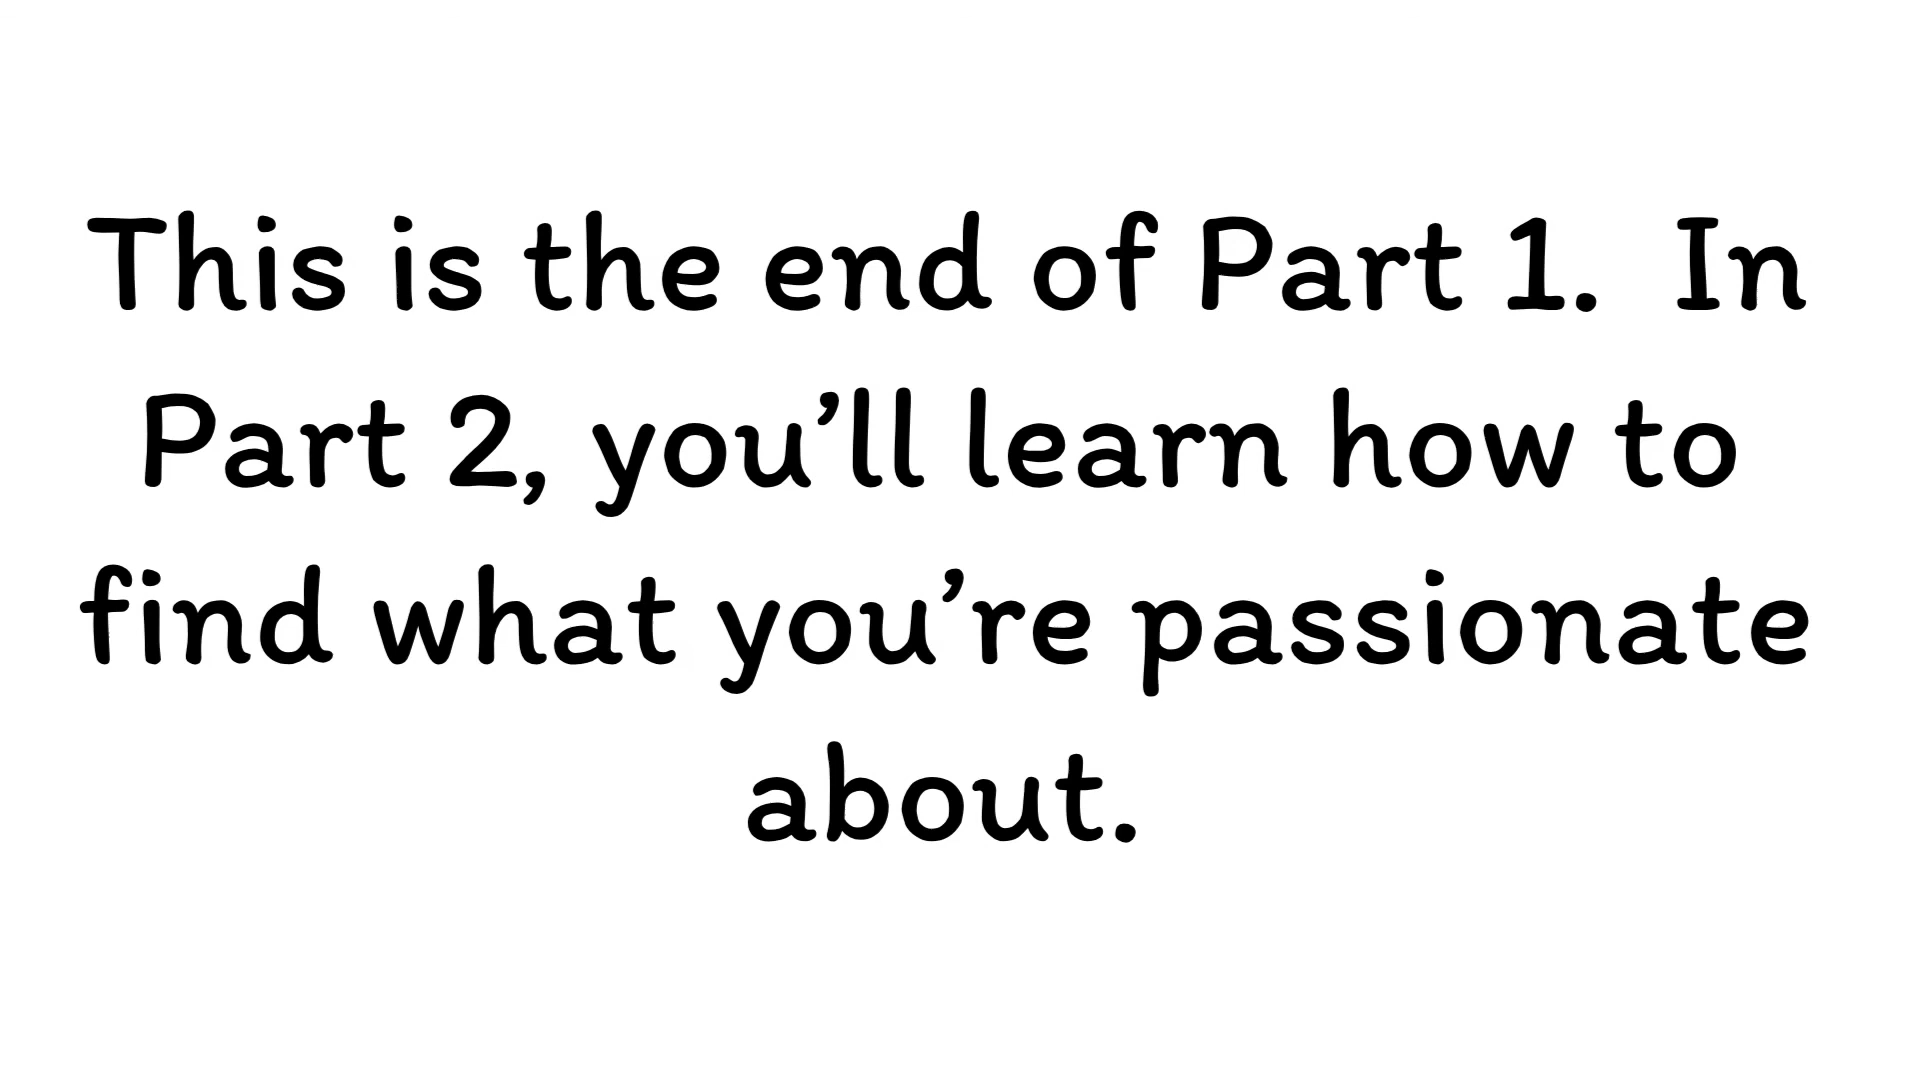 This is the end of Part 1.  In
Part 2, you’ll learn how to
find what you’re passionate
about.